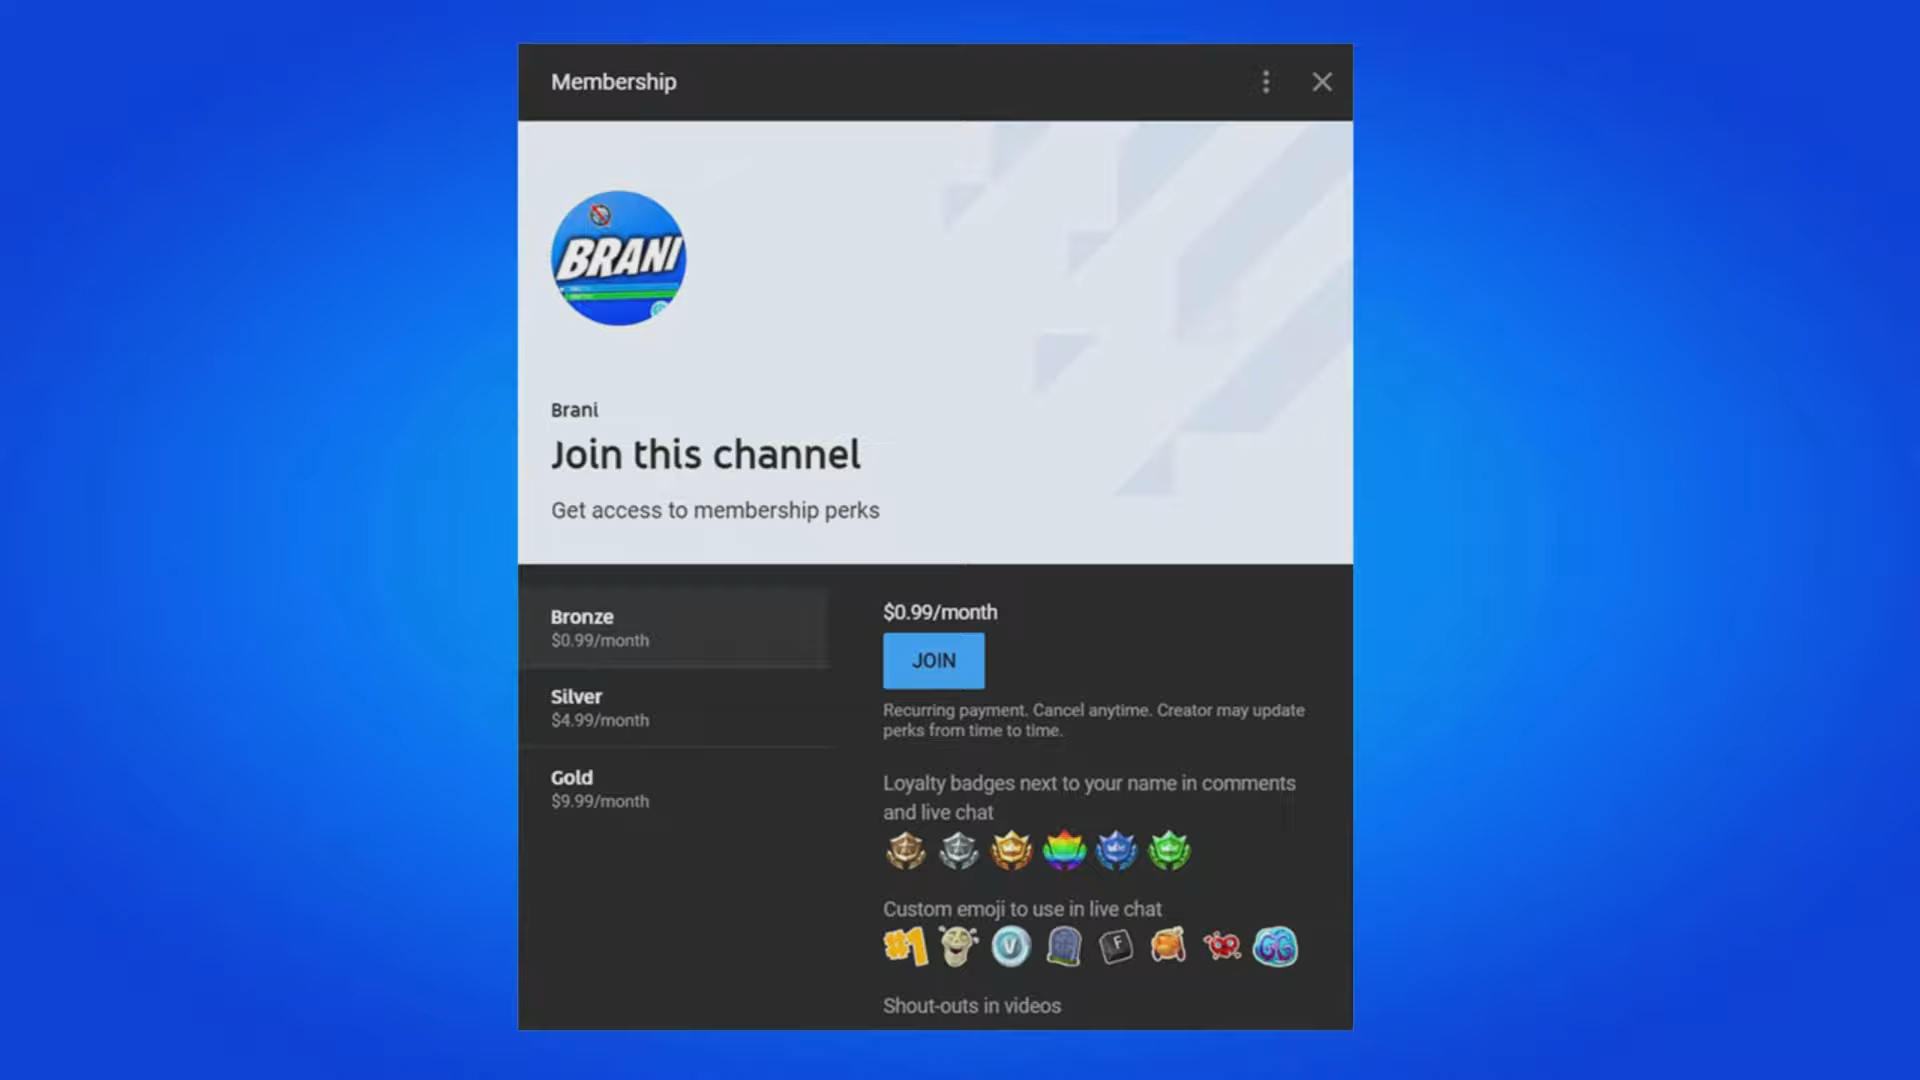 Membership
BRANI
Brani
Join this channel
Get access to membership perks
Bronze
$0.99/month
Silver
$4.99/month
Gold
$9.99/month
$0.99/month
JOIN
Recurring payment. Cancel anytime. Creator may update
perks from time to time.
Loyalty badges next to your name in comments
and live chat
Custom emoji to use in live chat
#1
V
F
GG
Shout-outs in videos